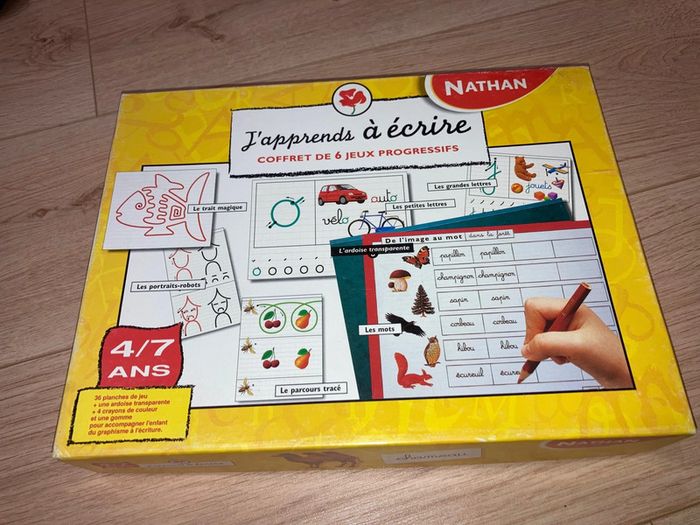 NATHAN
J'apprends à écrire
COFFRET DE 6 JEUX PROGRESSIFS
Le trait magique
auto
vélo
Les petites lettres
Les grandes lettres
jouets
L'ardoise transparente
De l'image au mot dans la forêt
papillon papillon
champignon champignon
sapin sapin
corbeau corbeau
hibou hibou
écureuil écure
Les mots
Les portraits-robots
Le parcours tracé
4/7
ANS
36 planches de jeu
+ une ardoise transparente
+ 4 crayons de couleur
et une gomme
pour accompagner l'enfant
du graphisme à l'écriture.
NATHAN